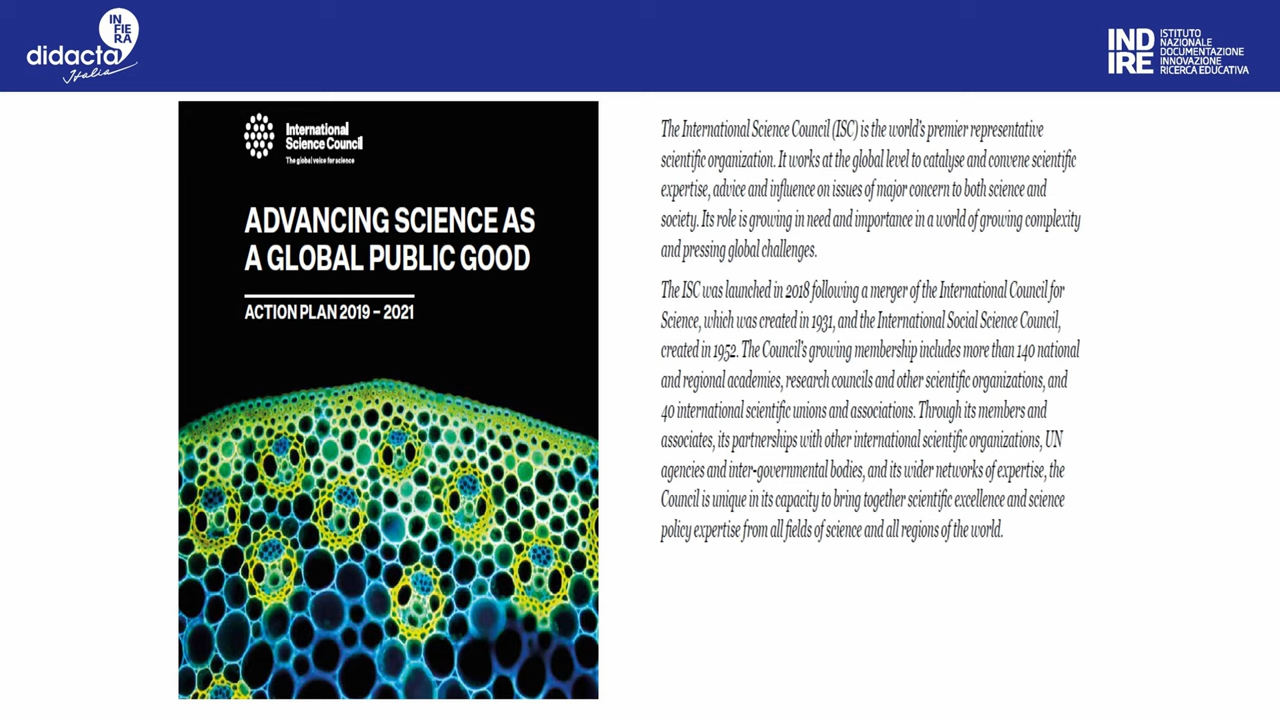 IN
FIE
RA
didacta
Italia
IND
IRE
ISTITUTO
NAZIONALE
DOCUMENTAZIONE
INNOVAZIONE
RICERCA EDUCATIVA
International
Science Council
The global voice for science
ADVANCING SCIENCE AS
A GLOBAL PUBLIC GOOD
ACTION PLAN 2019 – 2021
The International Science Council (ISC) is the world's premier representative
scientific organization. It works at the global level to catalyse and convene scientific
expertise, advice and influence on issues of major concern to both science and
society. Its role is growing in need and importance in a world of growing complexity
and pressing global challenges.
The ISC was launched in 2018 following a merger of the International Council for
Science, which was created in 1931, and the International Social Science Council,
created in 1952. The Council's growing membership includes more than 140 national
and regional academies, research councils and other scientific organizations, and
40 international scientific unions and associations. Through its members and
associates, its partnerships with other international scientific organizations, UN
agencies and inter-governmental bodies, and its wider networks of expertise, the
Council is unique in its capacity to bring together scientific excellence and science
policy expertise from all fields of science and all regions of the world.